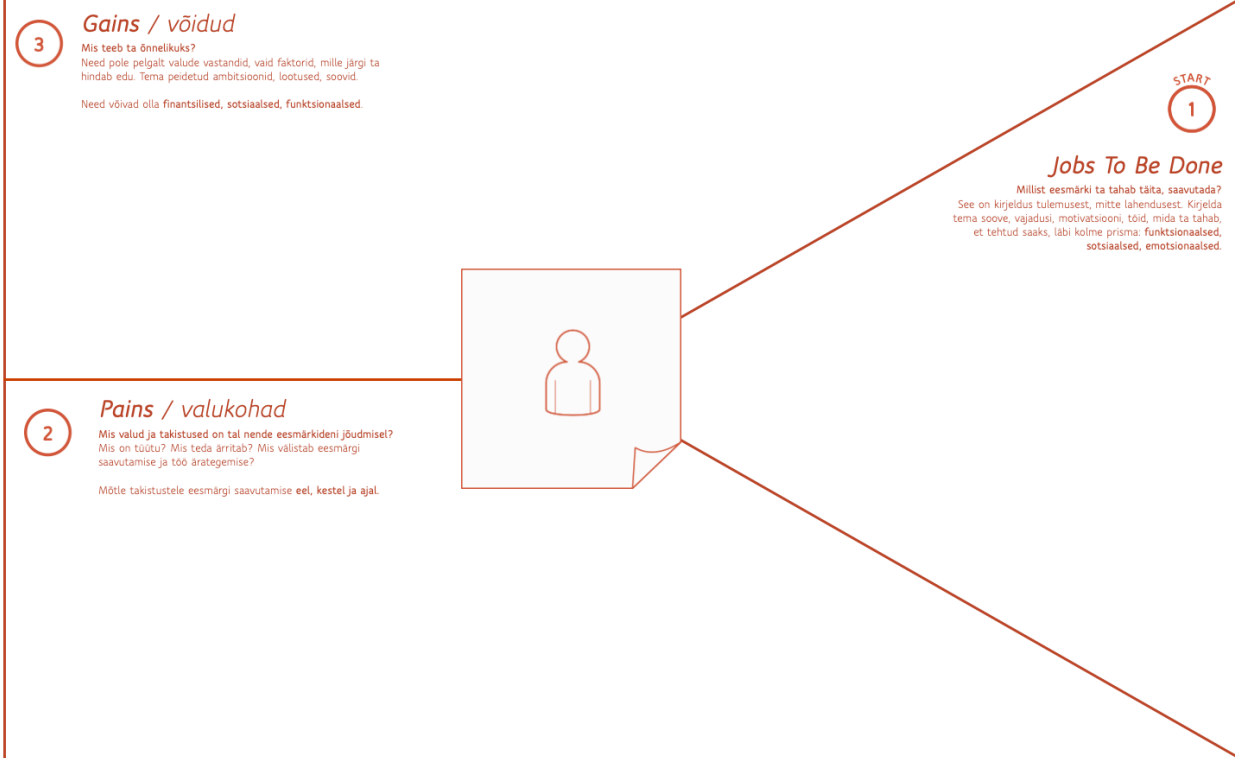 3
Gains / võidud
Mis teeb ta õnnelikuks?
Need pole pelgalt valude vastandid, vaid faktorid, mille järgi ta
hindab edu. Tema peidetud ambitsioonid, lootused, soovid.
Need võivad olla finantsilised, sotsiaalsed, funktsionaalsed.
START
1
Jobs To Be Done
Millist eesmärki ta tahab täita, saavutada?
See on kirjeldus tulemusest, mitte lahendusest. Kirjelda
tema soove, vajadusi, motivatsiooni, töid, mida ta tahab,
et tehtud saaks, läbi kolme prisma: funktsionaalsed,
sotsiaalsed, emotsionaalsed.
2
Pains / valukohad
Mis valud ja takistused on tal nende eesmärkideni jõudmisel?
Mis on tüütu? Mis teda ärritab? Mis välistab eesmärgi
saavutamise ja töö ärategemise?
Mõtle takistustele eesmärgi saavutamise eel, kestel ja ajal.